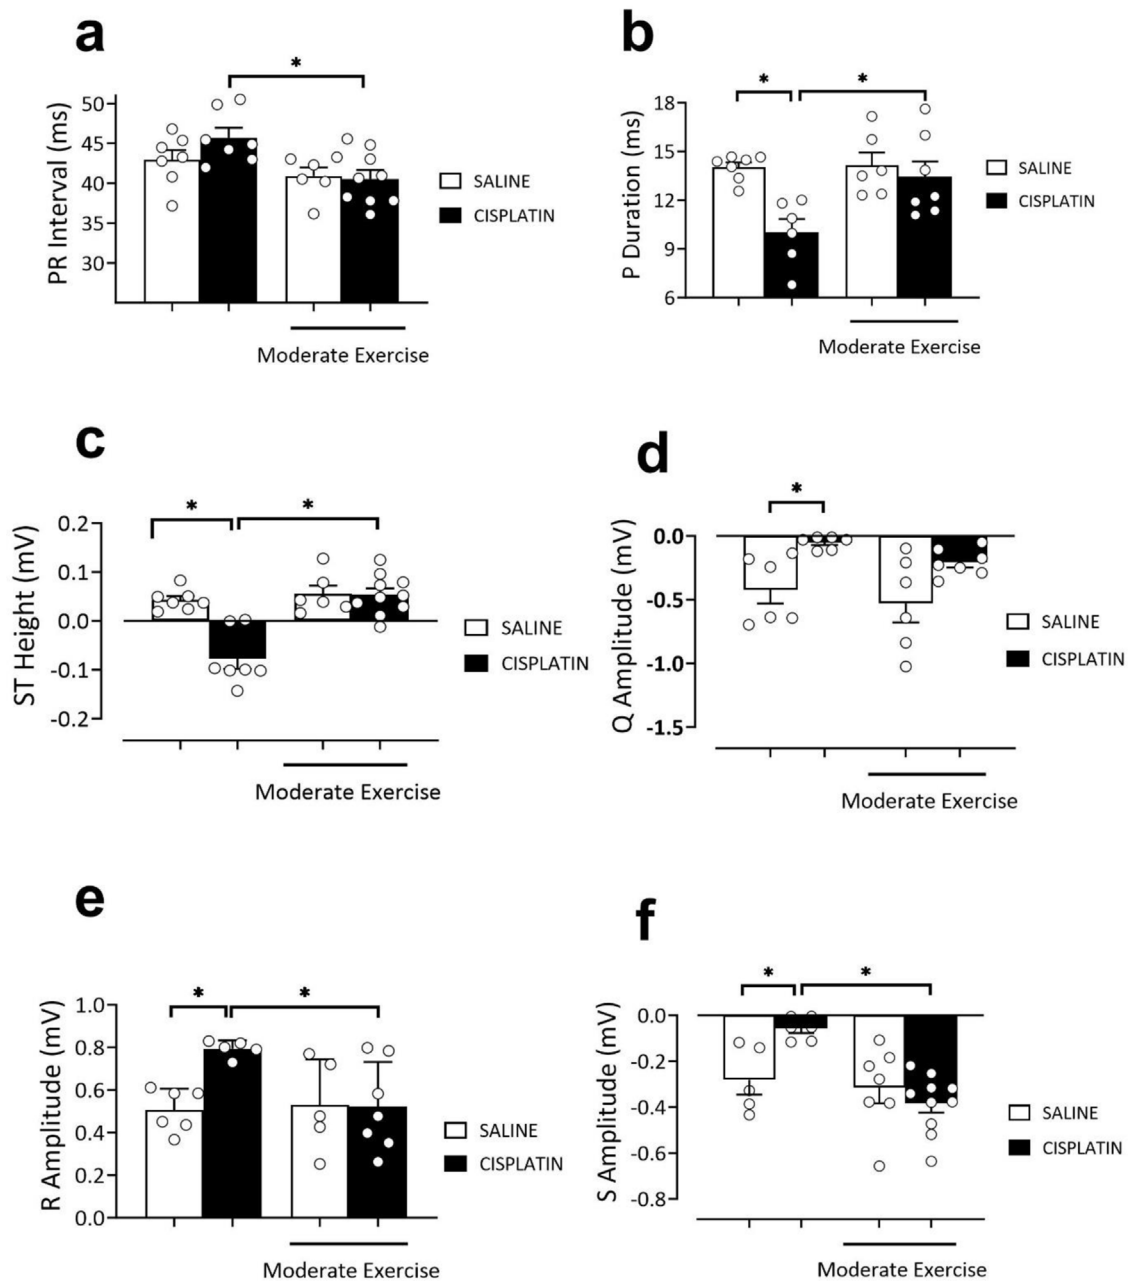 a
*
PR Interval (ms)
50
45
40
35
30
SALINE
CISPLATIN
Moderate Exercise
b
* *
P Duration (ms)
18
15
12
9
6
SALINE
CISPLATIN
Moderate Exercise
c
* *
ST Height (mV)
0.2
0.1
0.0
-0.1
-0.2
SALINE
CISPLATIN
Moderate Exercise
d
*
Q Amplitude (mV)
0.0
-0.5
-1.0
-1.5
SALINE
CISPLATIN
Moderate Exercise
e
* *
R Amplitude (mV)
1.0
0.8
0.6
0.4
0.2
0.0
SALINE
CISPLATIN
Moderate Exercise
f
* *
S Amplitude (mV)
0.0
-0.2
-0.4
-0.6
-0.8
SALINE
CISPLATIN
Moderate Exercise